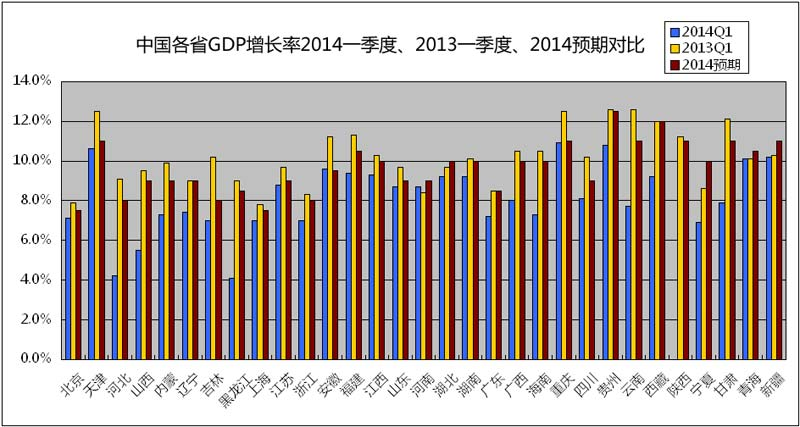 中国各省GDP增长率2014一季度、2013一季度、2014预期对比
2014Q1
2013Q1
2014预期
14.0%
12.0%
10.0%
8.0%
6.0%
4.0%
2.0%
0.0%
北京
天津
河北
山西
内蒙
辽宁
吉林
黑龙江
上海
江苏
浙江
安徽
福建
江西
山东
河南
湖北
湖南
广东
广西
海南
重庆
四川
贵州
云南
西藏
陕西
宁夏
甘肃
青海
新疆